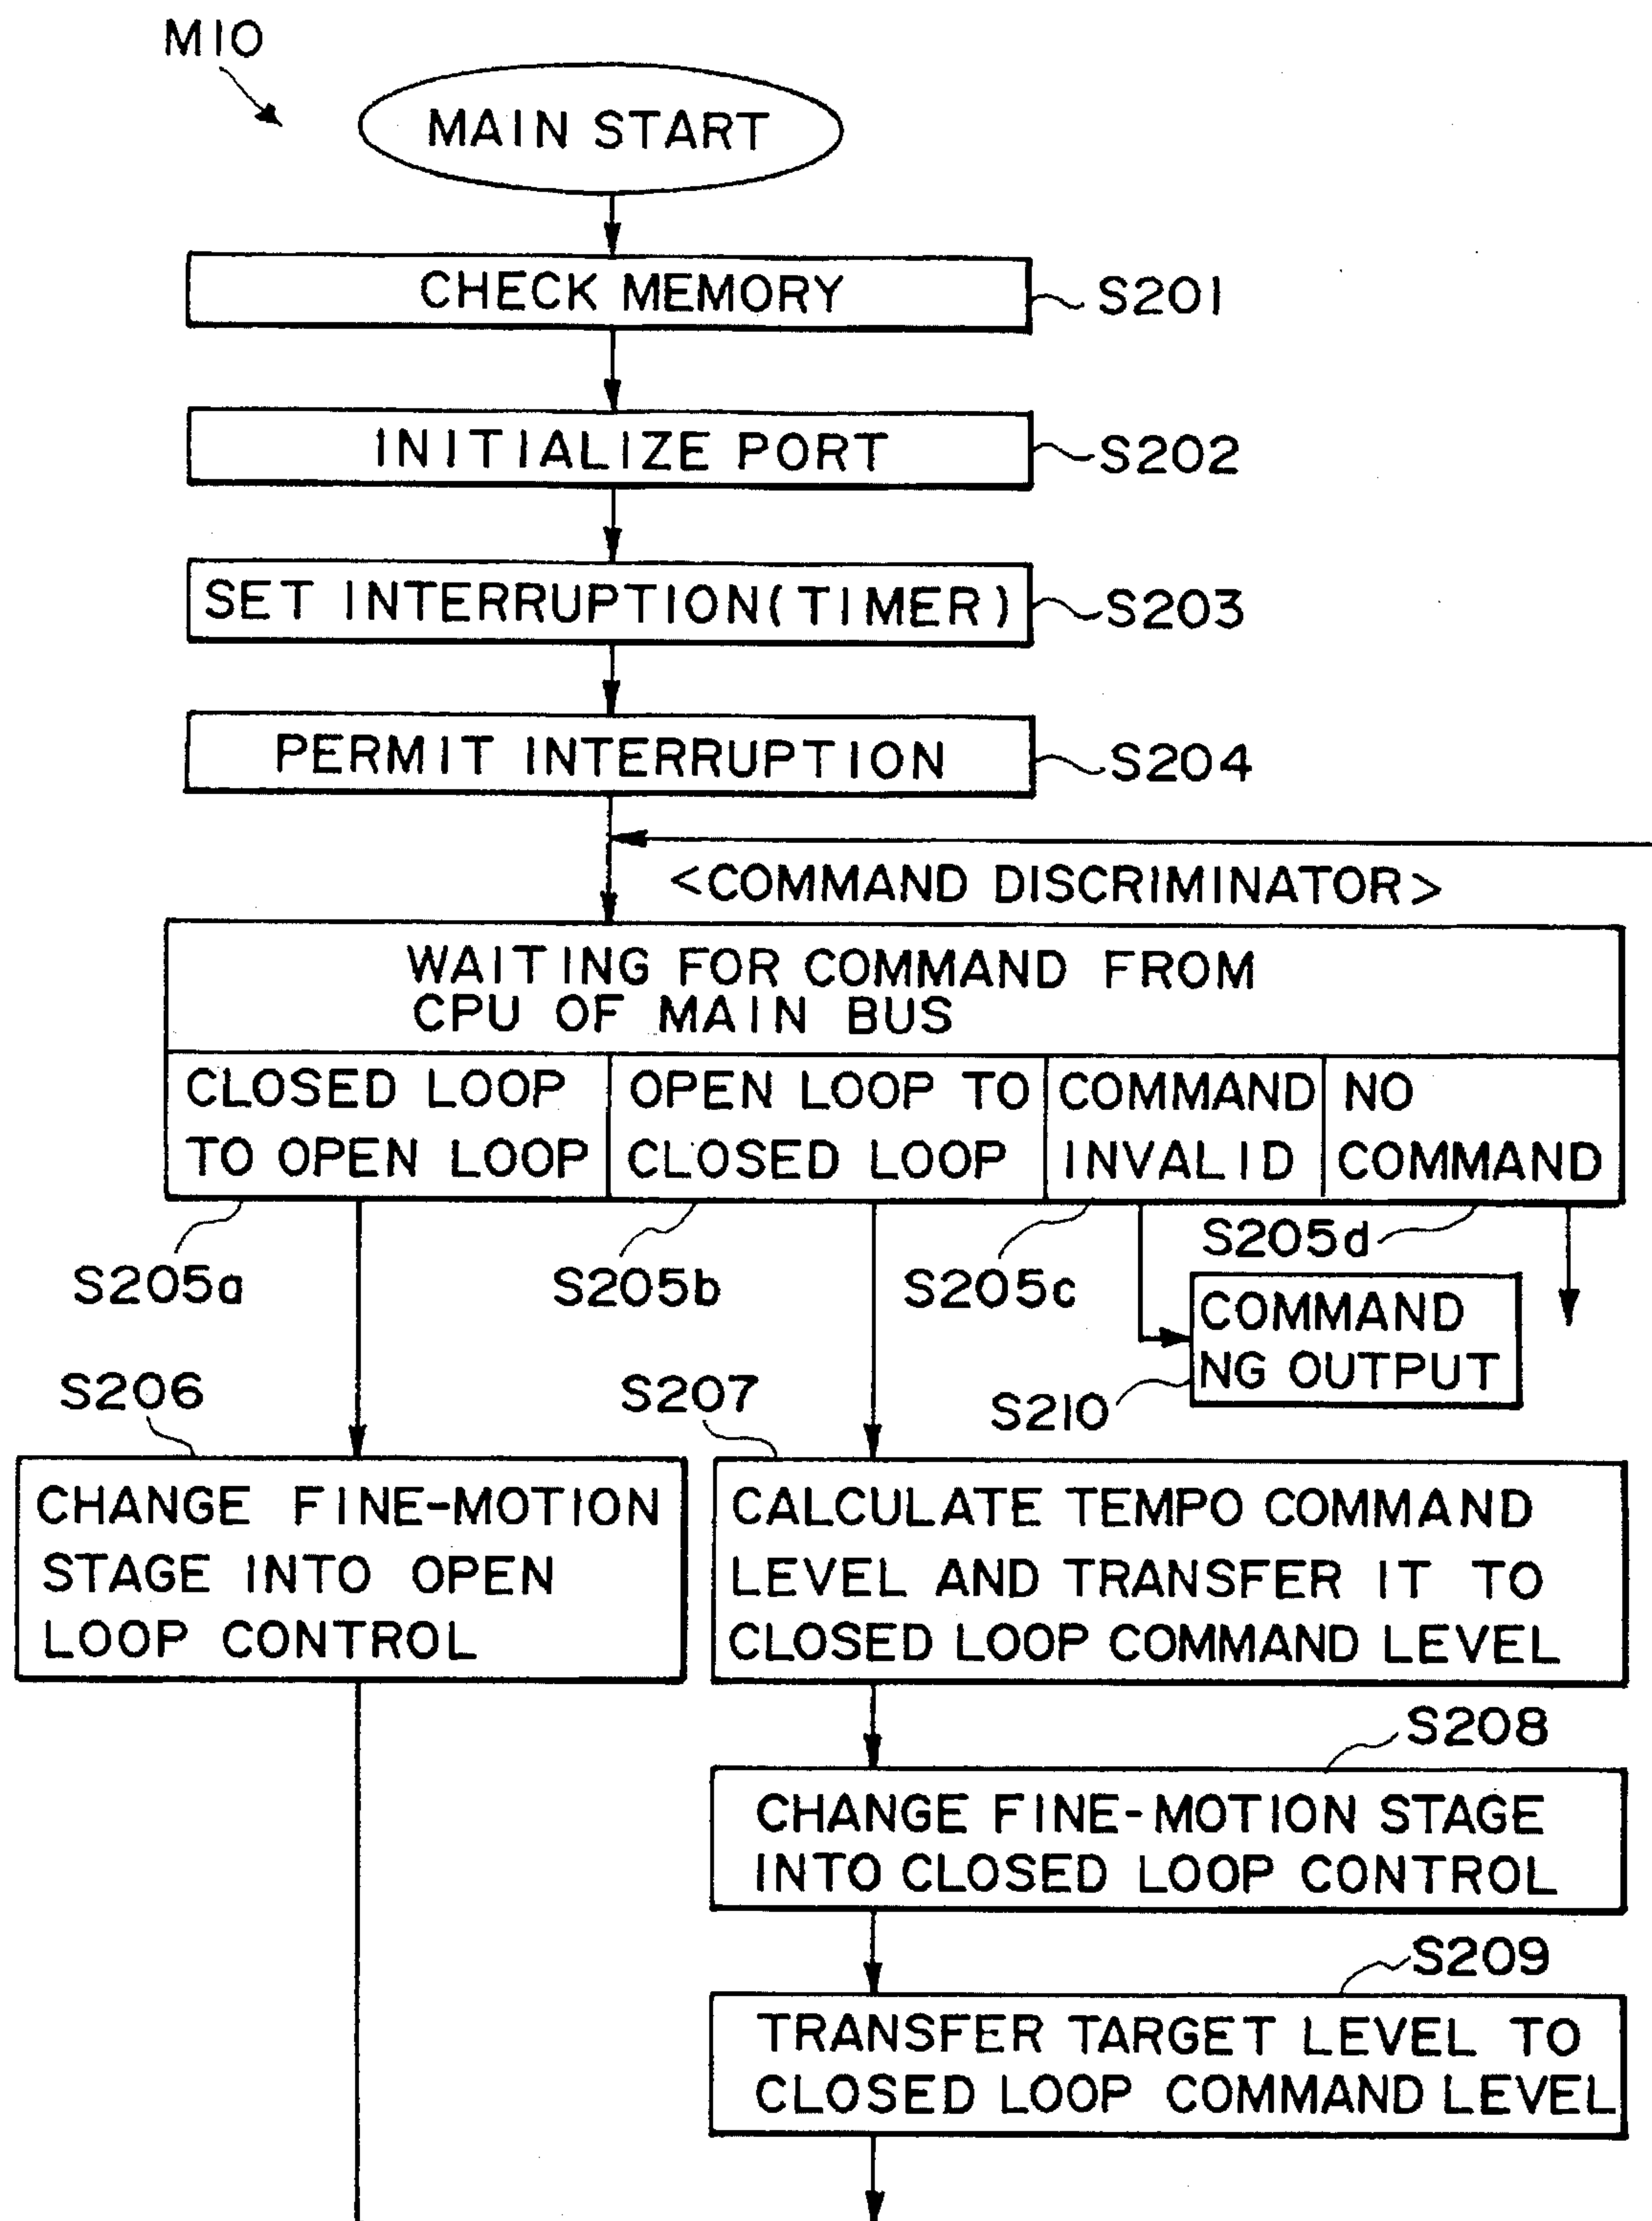 M10
MAIN START
CHECK MEMORY
S201
INITIALIZE PORT
S202
SET INTERRUPTION(TIMER)
S203
PERMIT INTERRUPTION
S204
<COMMAND DISCRIMINATOR>
WAITING FOR COMMAND FROM
CPU OF MAIN BUS
CLOSED LOOP
TO OPEN LOOP
OPEN LOOP TO
CLOSED LOOP
COMMAND
INVALID
NO
COMMAND
S205a
S205b
S205c
S205d
COMMAND
NG OUTPUT
S210
S206
CHANGE FINE-MOTION
STAGE INTO OPEN
LOOP CONTROL
S207
CALCULATE TEMPO COMMAND
LEVEL AND TRANSFER IT TO
CLOSED LOOP COMMAND LEVEL
S208
CHANGE FINE-MOTION STAGE
INTO CLOSED LOOP CONTROL
S209
TRANSFER TARGET LEVEL TO
CLOSED LOOP COMMAND LEVEL